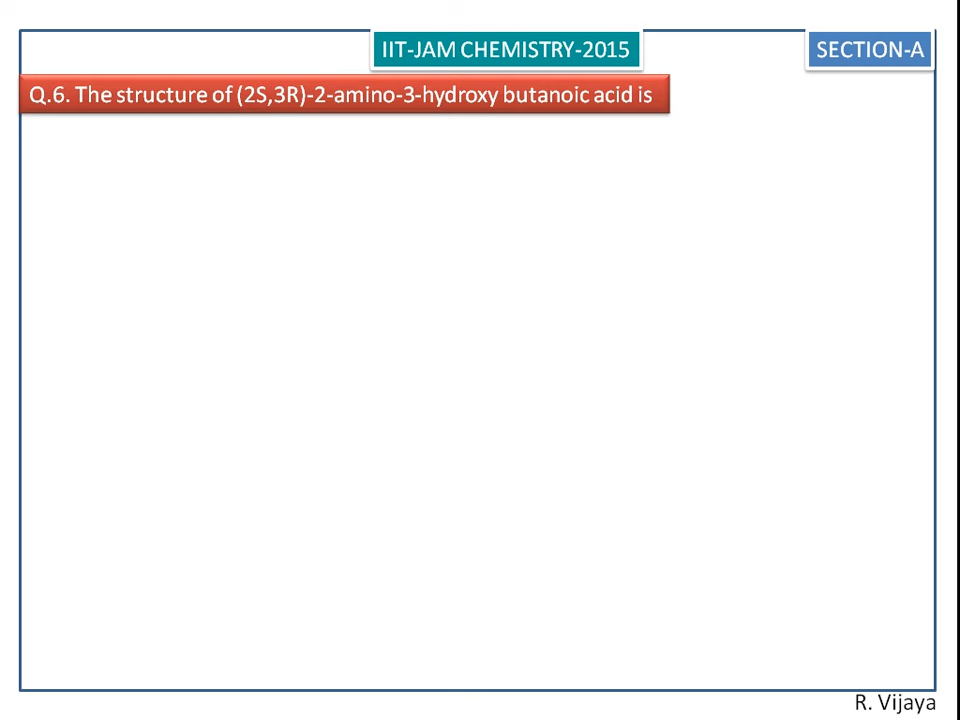 IIT-JAM CHEMISTRY-2015
SECTION-A
Q.6. The structure of (2S,3R)-2-amino-3-hydroxy butanoic acid is
R. Vijaya